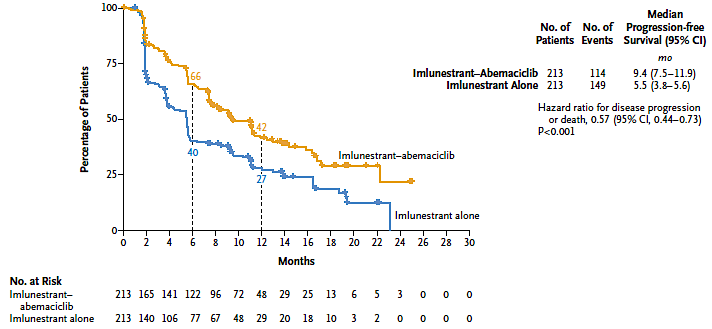 Median
No. of No. of Progression-free
Patients Events Survival (95% CI)
mo
Imlunestrant–Abemaciclib 213 114 9.4 (7.5–11.9)
Imlunestrant Alone 213 149 5.5 (3.8–5.6)
Hazard ratio for disease progression
or death, 0.57 (95% CI, 0.44–0.73)
P<0.001
Percentage of Patients
100
75
50
25
0
66
40
42
27
Imlunestrant–abemaciclib
Imlunestrant alone
0 2 4 6 8 10 12 14 16 18 20 22 24 26 28 30
Months
No. at Risk
Imlunestrant–
abemaciclib
213 165 141 122 96 72 48 29 25 13 6 5 3 0 0 0
Imlunestrant alone 213 140 106 77 67 48 29 20 18 10 3 2 0 0 0 0